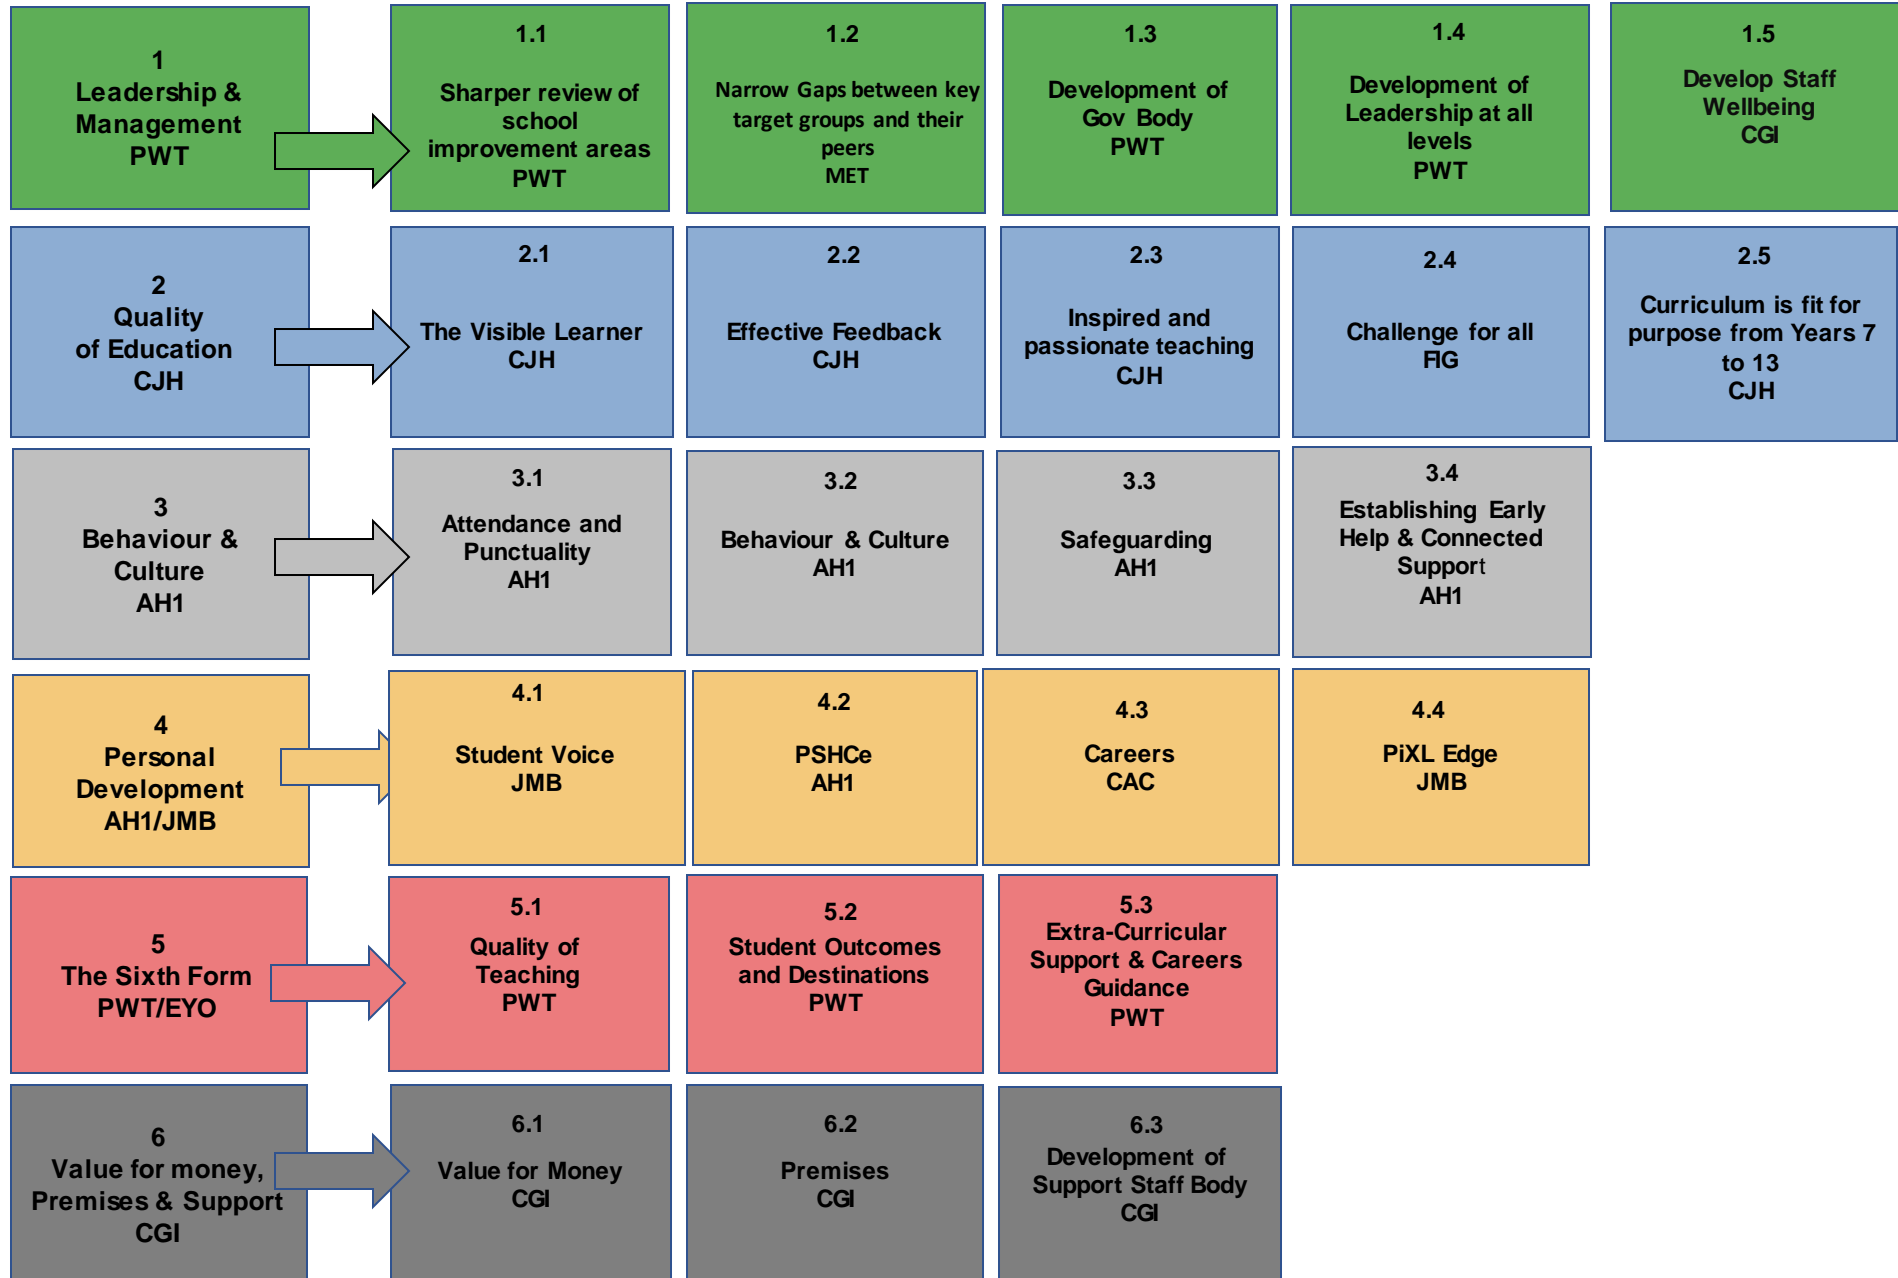 1
Leadership &
Management
PWT
1.1
Sharper review of
school
improvement areas
PWT
1.2
Narrow Gaps between key
target groups and their
peers
MET
1.3
Development of
Gov Body
PWT
1.4
Development of
Leadership at all
levels
PWT
1.5
Develop Staff
Wellbeing
CGI
2
Quality
of Education
CJH
2.1
The Visible Learner
CJH
2.2
Effective Feedback
CJH
2.3
Inspired and
passionate teaching
CJH
2.4
Challenge for all
FIG
2.5
Curriculum is fit for
purpose from Years 7
to 13
CJH
3
Behaviour &
Culture
AH1
3.1
Attendance and
Punctuality
AH1
3.2
Behaviour & Culture
AH1
3.3
Safeguarding
AH1
3.4
Establishing Early
Help & Connected
Support
AH1
4
Personal
Development
AH1/JMB
4.1
Student Voice
JMB
4.2
PSHCe
AH1
4.3
Careers
CAC
4.4
PiXL Edge
JMB
5
The Sixth Form
PWT/EYO
5.1
Quality of
Teaching
PWT
5.2
Student Outcomes
and Destinations
PWT
5.3
Extra-Curricular
Support & Careers
Guidance
PWT
6
Value for money,
Premises & Support
CGI
6.1
Value for Money
CGI
6.2
Premises
CGI
6.3
Development of
Support Staff Body
CGI